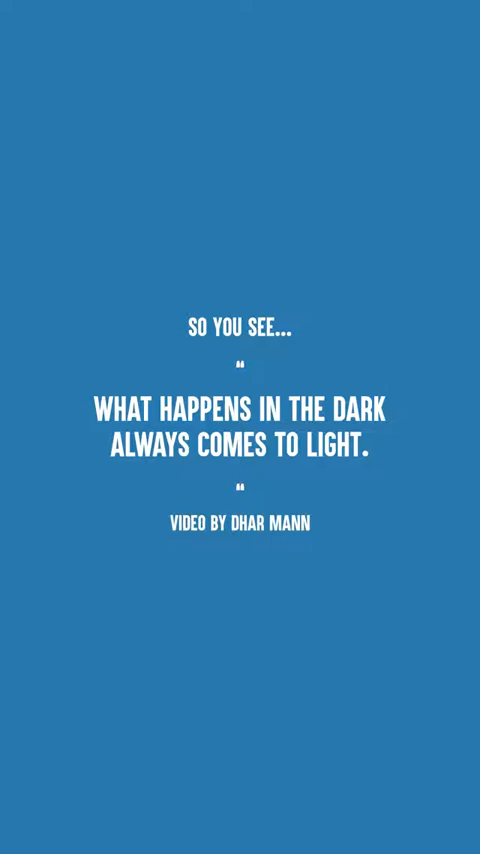 SO YOU SEE...
“
WHAT HAPPENS IN THE DARK
ALWAYS COMES TO LIGHT.
“
VIDEO BY DHAR MANN